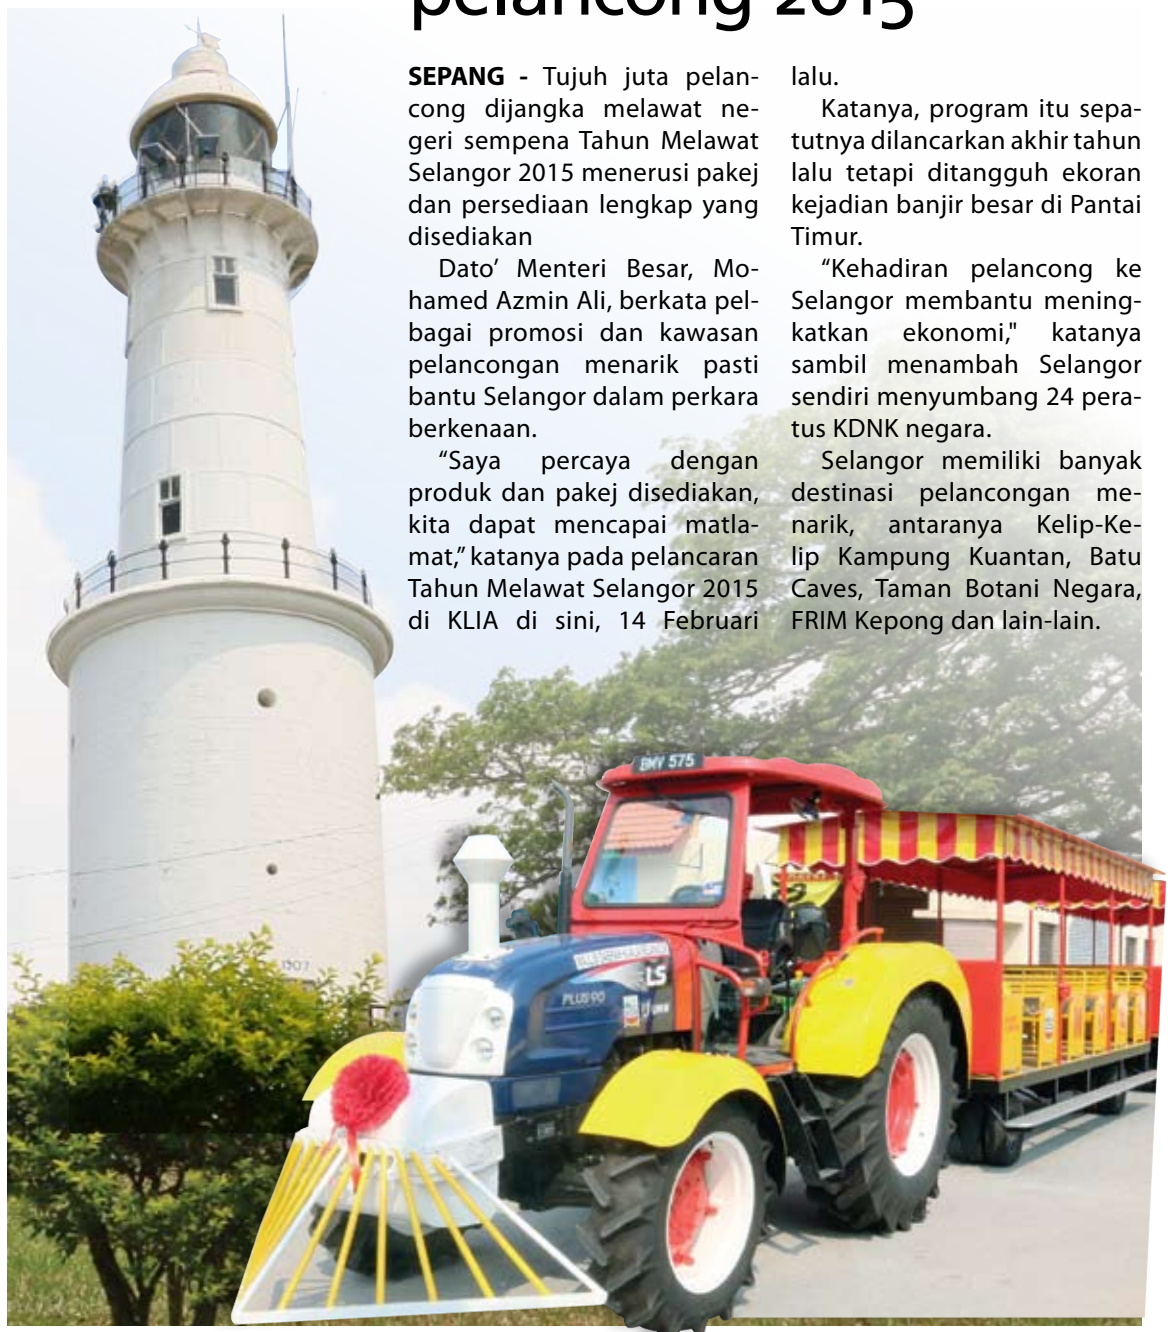 pelancong 2015
SEPANG - Tujuh juta pelan-
cong dijangka melawat ne-
geri sempena Tahun Melawat
Selangor 2015 menerusi pakej
dan persediaan lengkap yang
disediakan
Dato’ Menteri Besar, Mo-
hamed Azmin Ali, berkata pel-
bagai promosi dan kawasan
pelancongan menarik pasti
bantu Selangor dalam perkara
berkenaan.
“Saya percaya dengan
produk dan pakej disediakan,
kita dapat mencapai matla-
mat,” katanya pada pelancaran
Tahun Melawat Selangor 2015
di KLIA di sini, 14 Februari
lalu.
Katanya, program itu sepa-
tutnya dilancarkan akhir tahun
lalu tetapi ditangguh ekoran
kejadian banjir besar di Pantai
Timur.
“Kehadiran pelancong ke
Selangor membantu mening-
katkan ekonomi," katanya
sambil menambah Selangor
sendiri menyumbang 24 pera-
tus KDNK negara.
Selangor memiliki banyak
destinasi pelancongan me-
narik, antaranya Kelip-Ke-
lip Kampung Kuantan, Batu
Caves, Taman Botani Negara,
FRIM Kepong dan lain-lain.
BMV 575
LS
PLUS 90
1907